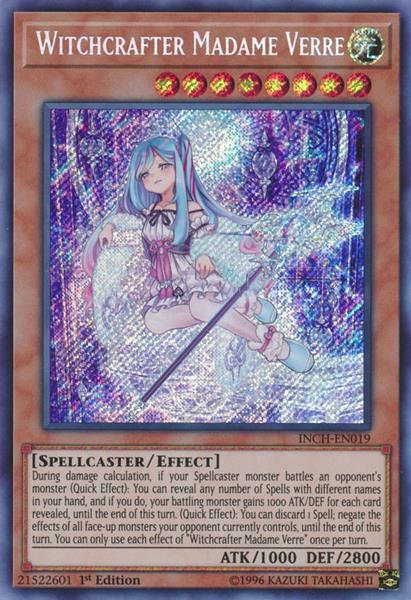 Witchcrafter Madame Verre
光
INCH-EN019
[Spellcaster/Effect]
During damage calculation, if your Spellcaster monster battles an opponent's
monster (Quick Effect): You can reveal any number of Spells with different names
in your hand, and if you do, your battling monster gains 1000 ATK/DEF for each card
revealed, until the end of this turn. (Quick Effect): You can discard 1 Spell; negate the
effects of all face-up monsters your opponent currently controls, until the end of this
turn. You can only use each effect of "Witchcrafter Madame Verre" once per turn.
ATK/1000 DEF/2800
21522601 1st Edition ©1996 KAZUKI TAKAHASHI